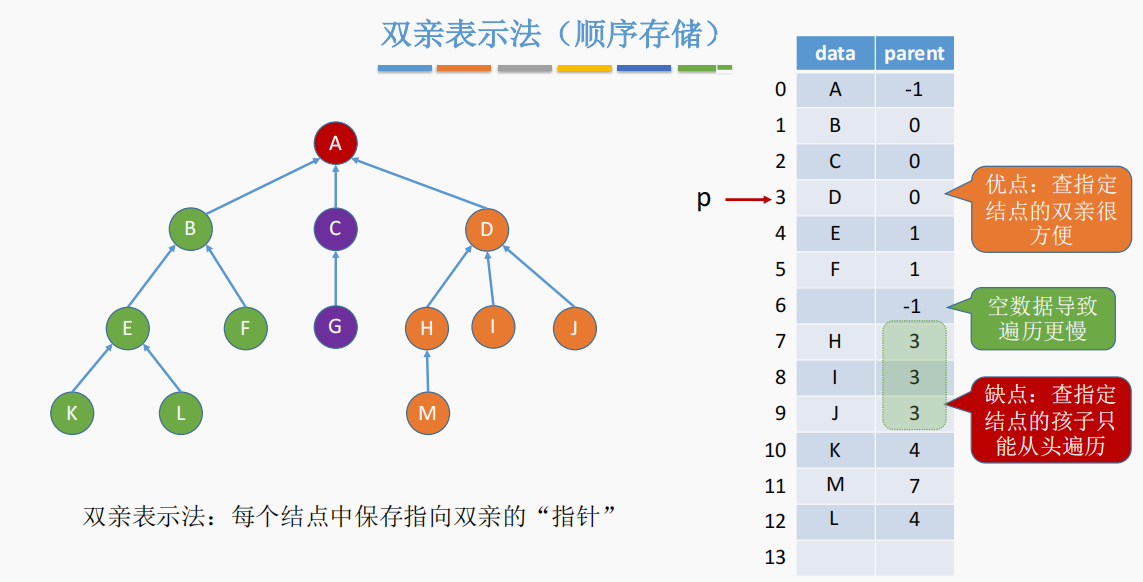 双亲表示法（顺序存储）
data parent
0 A -1
1 B 0
2 C 0
p 3 D 0
4 E 1
5 F 1
6 -1
7 H 3
8 I 3
9 J 3
10 K 4
11 M 7
12 L 4
13
优点：查指定
结点的双亲很
方便
空数据导致
遍历更慢
缺点：查指定
结点的孩子只
能从头遍历
A
B C D
E F G H I J
K L M
双亲表示法：每个结点中保存指向双亲的“指针”